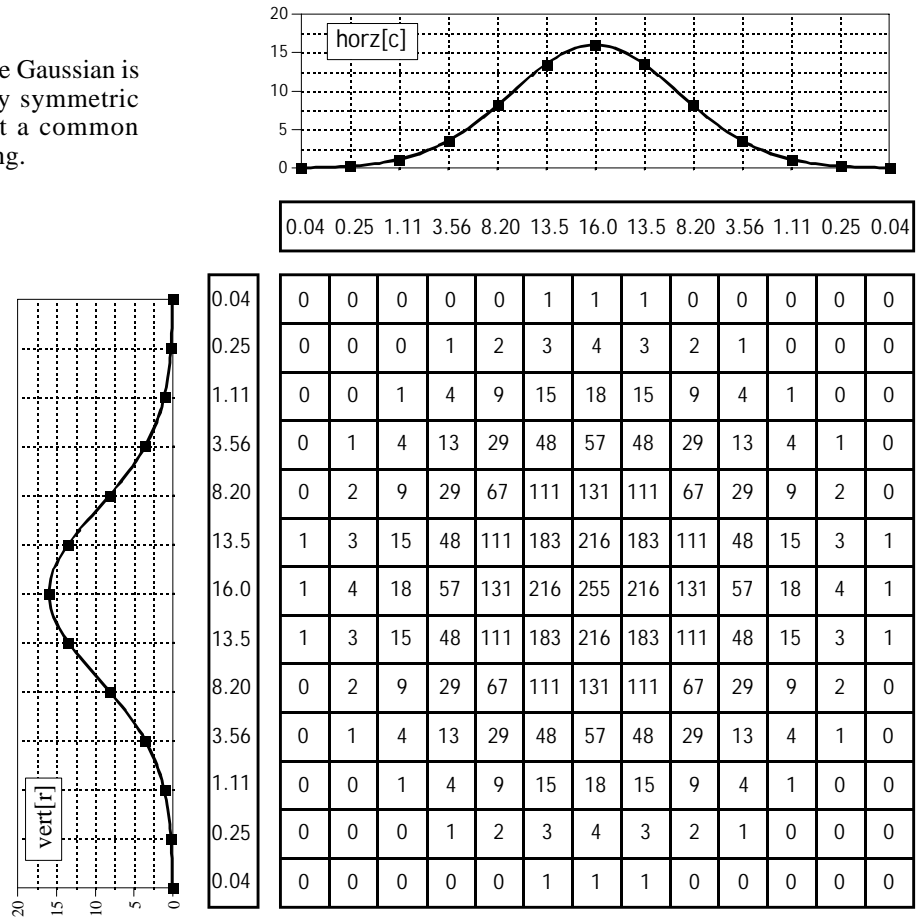 e Gaussian is
y symmetric
t a common
ng.
20
15
10
5
0
horz[c]
0.04 0.25 1.11 3.56 8.20 13.5 16.0 13.5 8.20 3.56 1.11 0.25 0.04
0.04 0 0 0 0 0 1 1 1 0 0 0 0 0
0.25 0 0 0 1 2 3 4 3 2 1 0 0 0
1.11 0 0 1 4 9 15 18 15 9 4 1 0 0
3.56 0 1 4 13 29 48 57 48 29 13 4 1 0
8.20 0 2 9 29 67 111 131 111 67 29 9 2 0
13.5 1 3 15 48 111 183 216 183 111 48 15 3 1
16.0 1 4 18 57 131 216 255 216 131 57 18 4 1
13.5 1 3 15 48 111 183 216 183 111 48 15 3 1
8.20 0 2 9 29 67 111 131 111 67 29 9 2 0
3.56 0 1 4 13 29 48 57 48 29 13 4 1 0
1.11 0 0 1 4 9 15 18 15 9 4 1 0 0
0.25 0 0 0 1 2 3 4 3 2 1 0 0 0
0.04 0 0 0 0 0 1 1 1 0 0 0 0 0
vert[r]
20 15 10 5 0